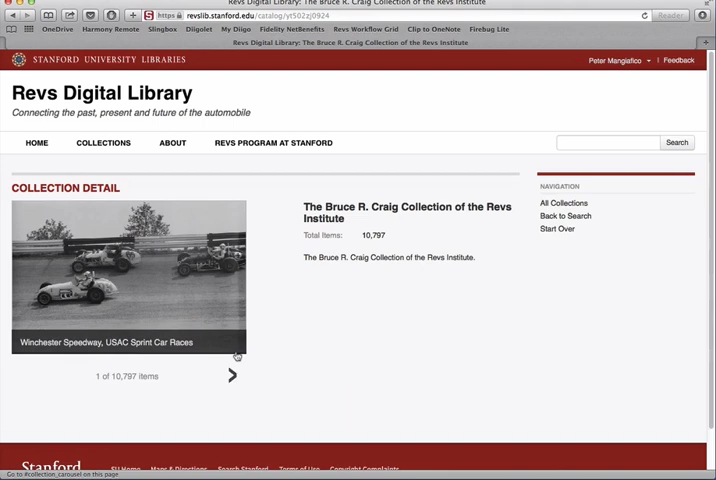 Revs Digital Library: The Bruce R. Craig Collection of the Revs Institute
https revslib.stanford.edu/catalog/yt502zj0924 Reader
OneDrive Harmony Remote Slingbox Diigolet My Diigo Fidelity NetBenefits Revs Workflow Grid Clip to OneNote Firebug Lite
Revs Digital Library: The Bruce R. Craig Collection of the Revs Institute
STANFORD UNIVERSITY LIBRARIES Peter Mangiafico Feedback
Revs Digital Library
Connecting the past, present and future of the automobile
HOME COLLECTIONS ABOUT REVS PROGRAM AT STANFORD Search
COLLECTION DETAIL
Winchester Speedway, USAC Sprint Car Races
1 of 10,797 items
The Bruce R. Craig Collection of the Revs
Institute
Total Items: 10,797
The Bruce R. Craig Collection of the Revs Institute.
NAVIGATION
All Collections
Back to Search
Start Over
Stanford SU Home Maps & Directions Search Stanford Terms of Use Copyright Complaints
Go to #collection_carousel on this page